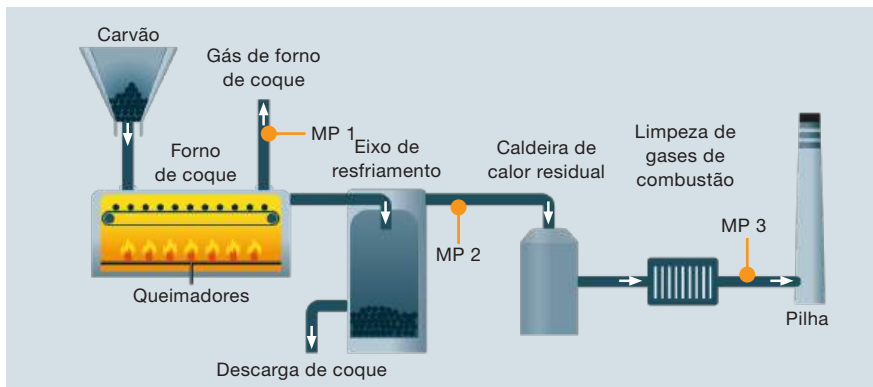 Carvão
Gás de forno
de coque
MP 1
Forno
de coque
Eixo de
resfriamento
Caldeira de
calor residual
Limpeza de
gases de
combustão
MP 2
MP 3
Queimadores
Pilha
Descarga de coque